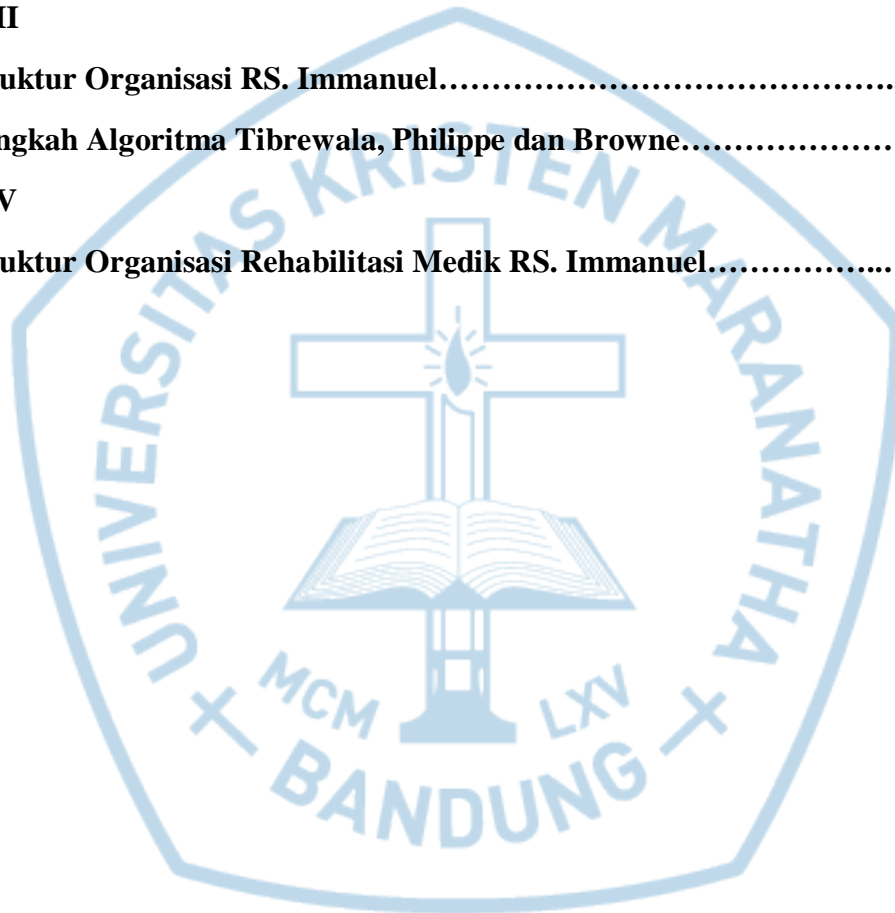 II
uktur Organisasi RS. Immanuel…………………………………….
ngkah Algoritma Tibrewala, Philippe dan Browne…………………
V
uktur Organisasi Rehabilitasi Medik RS. Immanuel……………...
UNIVERSITAS KRISTEN MARANATHA
MCM LXV
BANDUNG